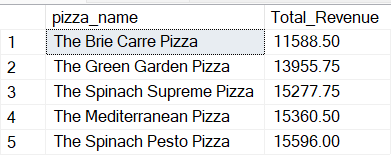 pizza_name Total_Revenue
1 The Brie Carre Pizza 11588.50
2 The Green Garden Pizza 13955.75
3 The Spinach Supreme Pizza 15277.75
4 The Mediterranean Pizza 15360.50
5 The Spinach Pesto Pizza 15596.00